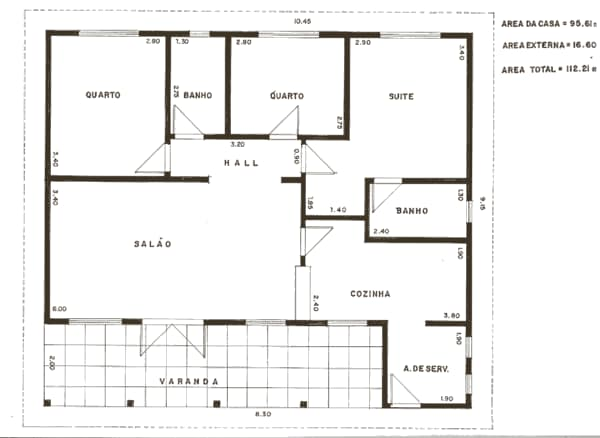 10.45
AREA DA CASA = 95.61
AREA EXTERNA = 16.60
AREA TOTAL = 112.21
2.80
1.30
2.80
2.90
3.40
QUARTO
2.75
BANHO
QUARTO
SUITE
2.75
3.40
3.20
HALL
0.90
3.40
1.85
1.40
1.30
BANHO
2.40
9.15
SALÃO
1.90
COZINHA
2.40
6.00
3.80
2.00
VARANDA
1.90
A. DE SERV.
1.90
8.30